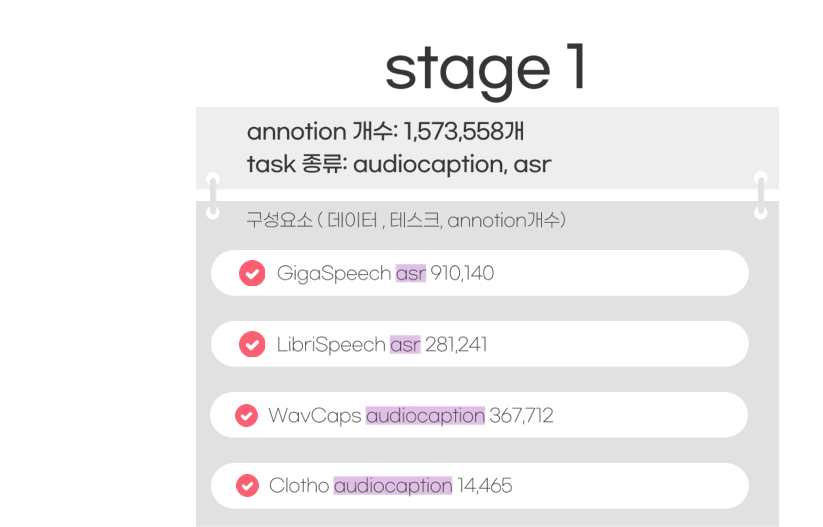 stage 1
annotion 개수: 1,573,558개
task 종류: audiocaption, asr
구성요소 ( 데이터 , 테스크, annotion개수)
GigaSpeech asr 910,140
LibriSpeech asr 281,241
WavCaps audiocaption 367,712
Clotho audiocaption 14,465